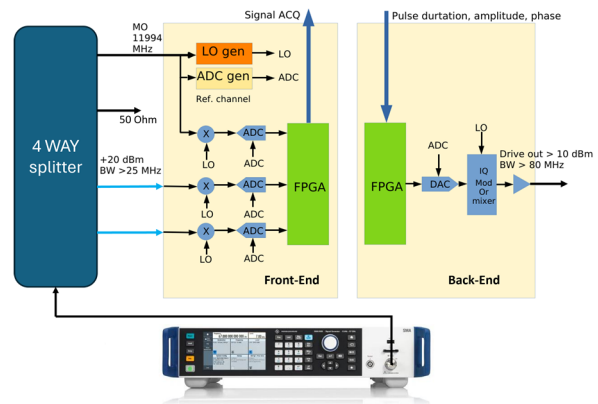 Signal ACQ
Pulse durtation, amplitude, phase
MO
11994
MHz
LO gen
LO
ADC gen
ADC
Ref. channel
4 WAY
splitter
50 Ohm
+20 dBm
BW >25 MHz
X
ADC
LO
ADC
X
ADC
LO
ADC
X
ADC
LO
ADC
FPGA
Front-End
FPGA
ADC
DAC
LO
IQ
Mod
Or
mixer
Drive out > 10 dBm
BW > 80 MHz
Back-End